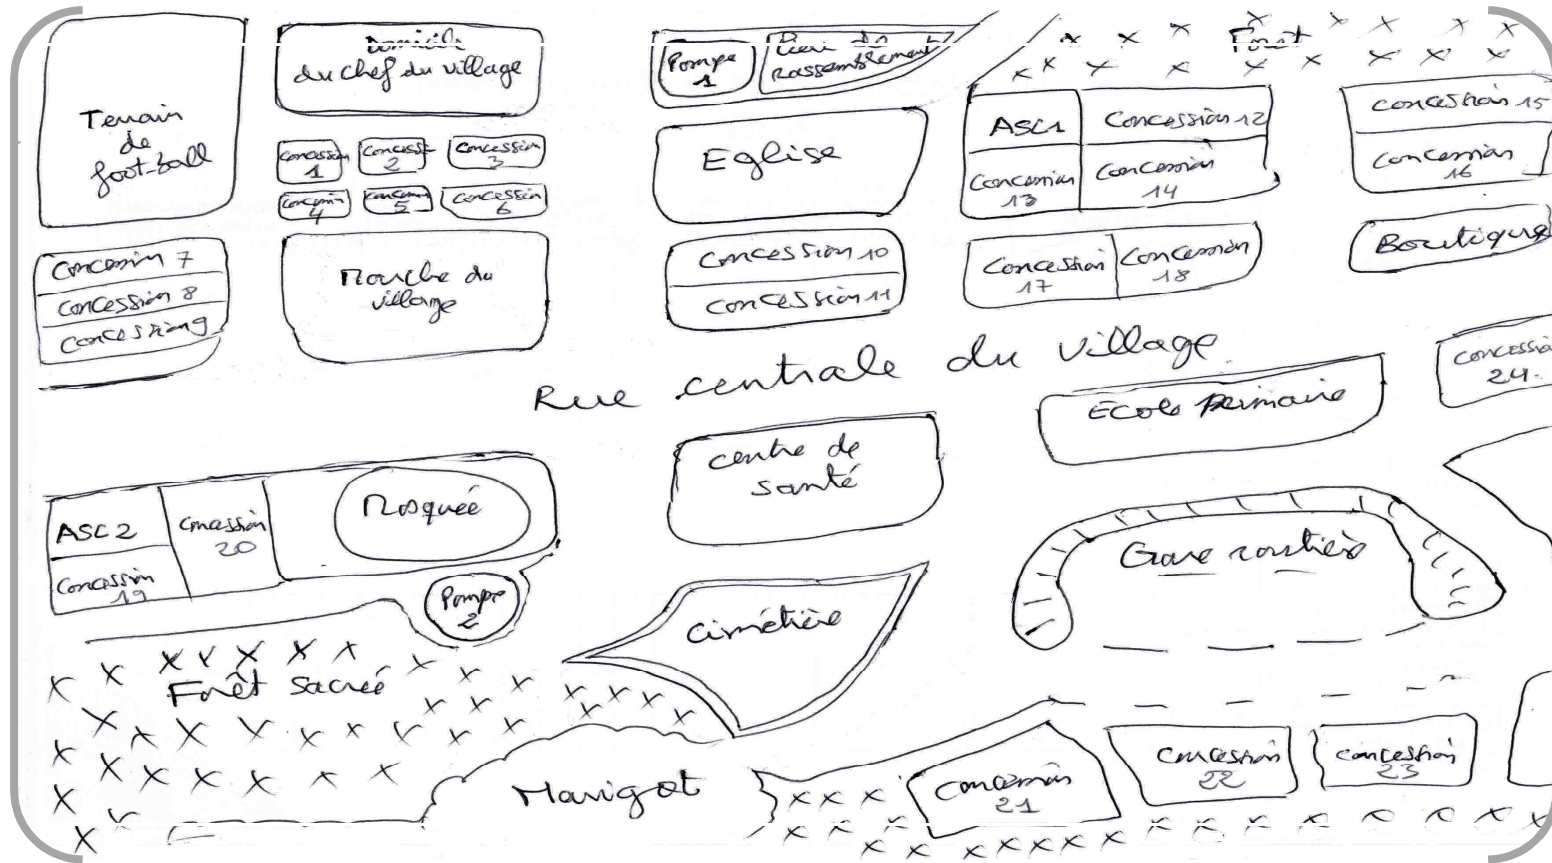 Terrain
de
foot-ball
Domicile
du chef du village
Pompe
1
Lieu de
rassemblement
Forêt
Concession
1
Concess
2
Concession
3
Concession
4
Concession
5
Concession
6
Eglise
ASC1
Concession 12
Concession
13
Concession
14
Concession 15
Concession
16
Concession 7
Concession 8
Concession 9
du
village
Concession 10
Concession 11
Concession
17
Concession
18
Boutique
Rue centrale du village
Ecole Primaire
Concessio
24
ASC 2
Concession
19
Concession
20
Mosquée
Pompe
2
centre de
santé
Cimétière
Gare routière
Forêt sacrée
Marigot
Concession
21
Concession
22
Concession
23